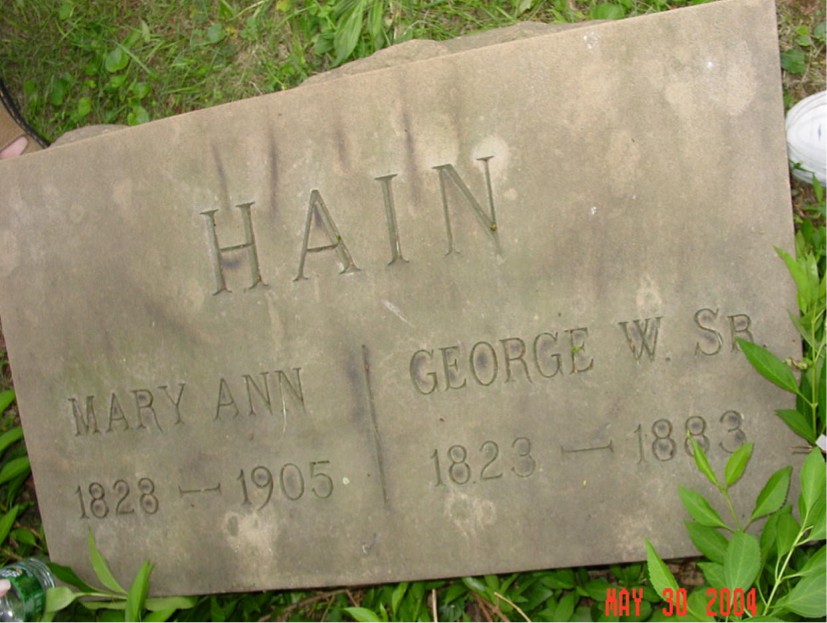 HAIN
MARY ANN
1828 — 1905
GEORGE W. SR.
1823 — 1883
MAY 30 2004